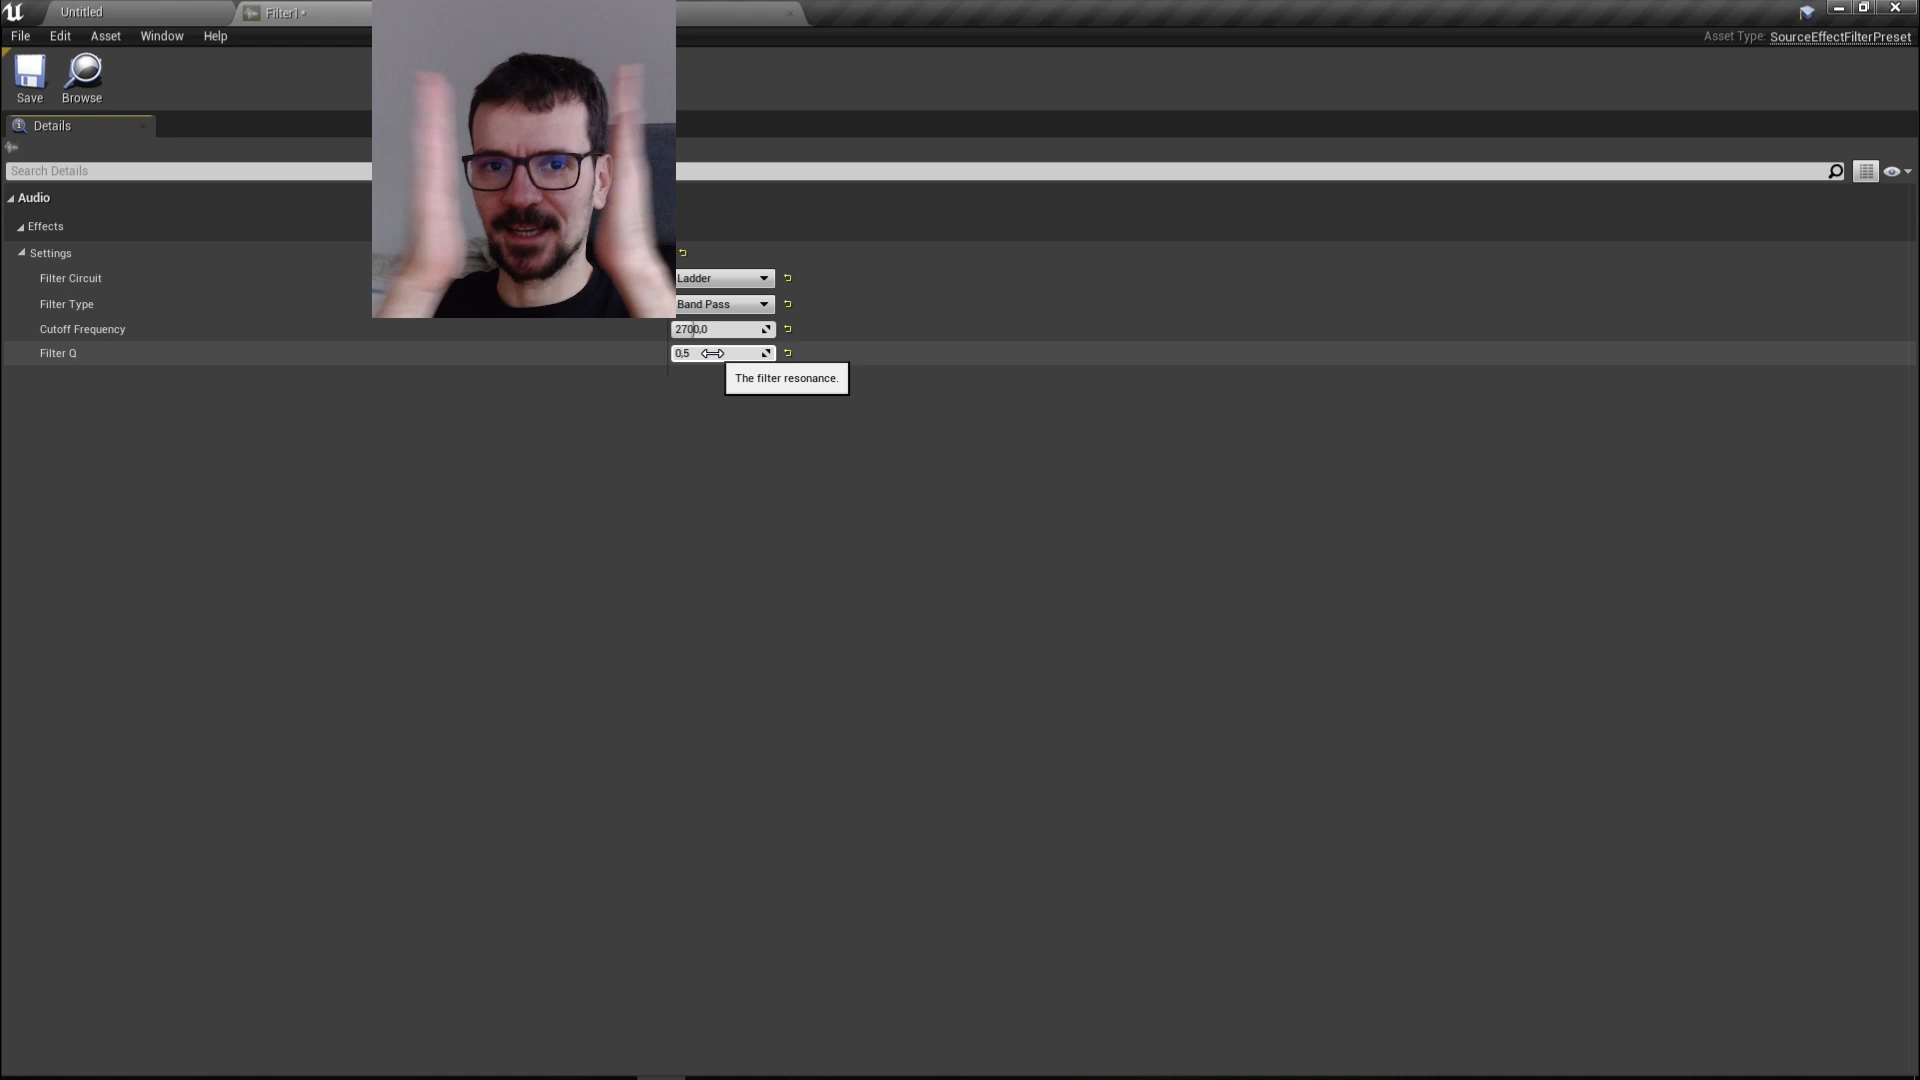 Untitled
Filter1
File Edit Asset Window Help
Asset Type: SourceEffectFilterPreset
Save Browse
Details
Search Details
Audio
Effects
Settings
Filter Circuit Ladder
Filter Type Band Pass
Cutoff Frequency 2700,0
Filter Q 0,5
The filter resonance.